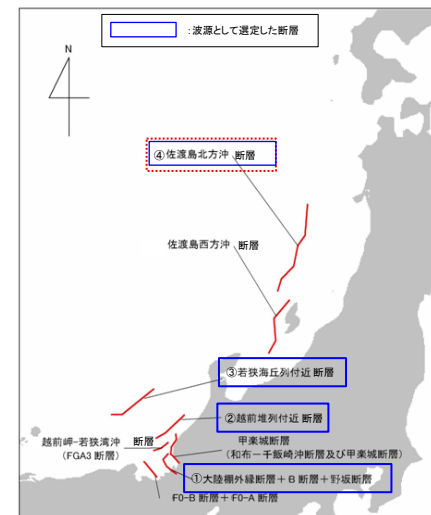 :波源として選定した断層
N
④佐渡島北方沖 断層
佐渡島西方沖 断層
③若狭海丘列付近 断層
②越前堆列付近 断層
越前岬-若狭湾沖 断層
(FGA3 断層)
甲楽城断層
(和布-干飯崎沖断層及び甲楽城断層)
①大陸棚外縁断層+B 断層+野坂断層
F0-B 断層+F0-A 断層